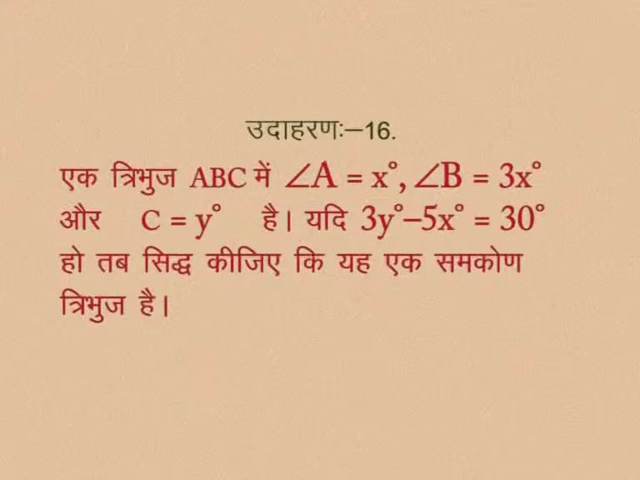 उदाहरणः–16.
एक त्रिभुज ABC में ∠A = x°, ∠B = 3x°
और C = y° है। यदि 3y°–5x° = 30°
हो तब सिद्ध कीजिए कि यह एक समकोण
त्रिभुज है।